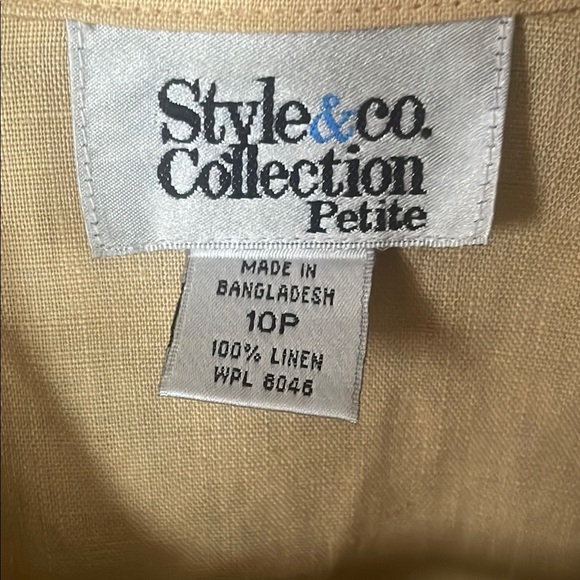 Style&co.
Collection
Petite
MADE IN
BANGLADESH
10P
100% LINEN
WPL 8046